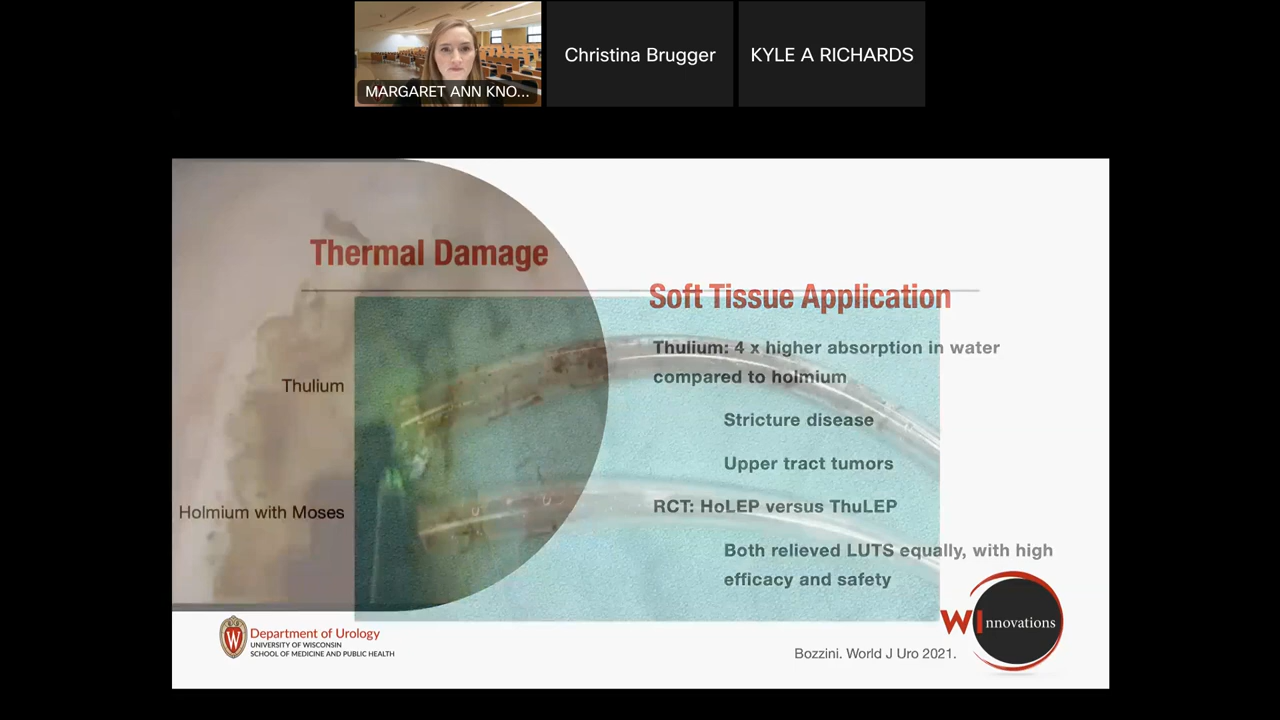 MARGARET ANN KNO...
Christina Brugger
KYLE A RICHARDS
Thermal Damage
Soft Tissue Application
Thulium: 4 x higher absorption in water
compared to holmium
Thulium
Stricture disease
Upper tract tumors
RCT: HoLEP versus ThuLEP
Holmium with Moses
Both relieved LUTS equally, with high
efficacy and safety
W
Department of Urology
UNIVERSITY OF WISCONSIN
SCHOOL OF MEDICINE AND PUBLIC HEALTH
WInnovations
Bozzini. World J Uro 2021.